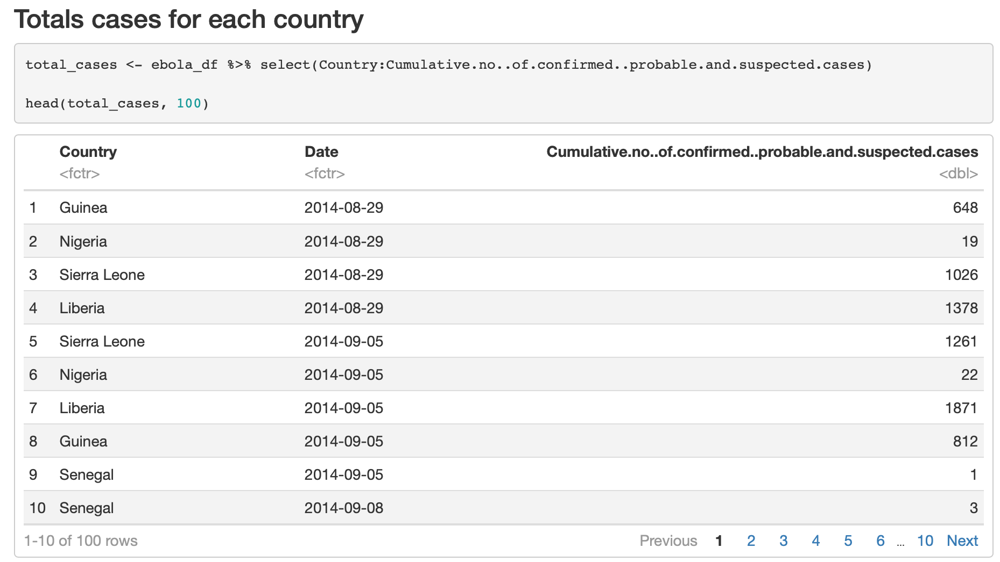 Totals cases for each country
total_cases <- ebola_df %>% select(Country:Cumulative.no..of.confirmed..probable.and.suspected.cases)
head(total_cases, 100)
Country Date Cumulative.no..of.confirmed..probable.and.suspected.cases
<fctr> <fctr> <dbl>
1 Guinea 2014-08-29 648
2 Nigeria 2014-08-29 19
3 Sierra Leone 2014-08-29 1026
4 Liberia 2014-08-29 1378
5 Sierra Leone 2014-09-05 1261
6 Nigeria 2014-09-05 22
7 Liberia 2014-09-05 1871
8 Guinea 2014-09-05 812
9 Senegal 2014-09-05 1
10 Senegal 2014-09-08 3
1-10 of 100 rows Previous 1 2 3 4 5 6 ... 10 Next